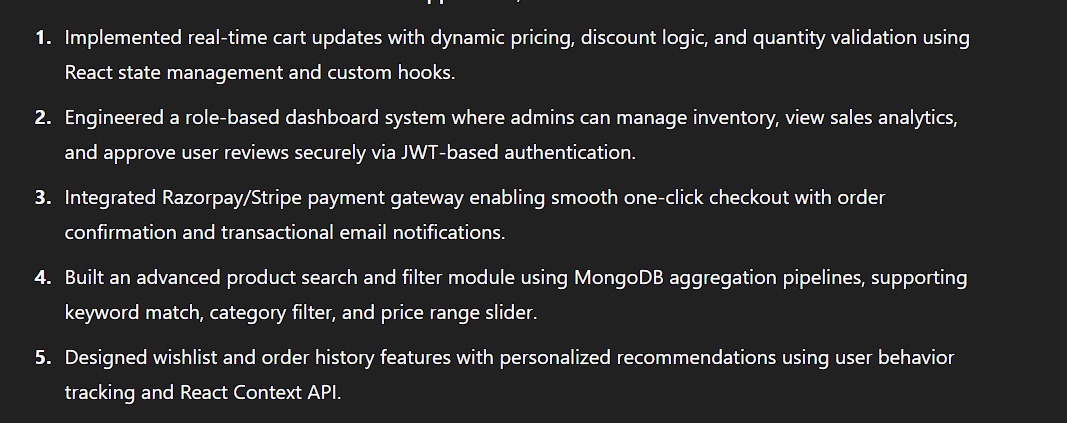 1. Implemented real-time cart updates with dynamic pricing, discount logic, and quantity validation using
React state management and custom hooks.
2. Engineered a role-based dashboard system where admins can manage inventory, view sales analytics,
and approve user reviews securely via JWT-based authentication.
3. Integrated Razorpay/Stripe payment gateway enabling smooth one-click checkout with order
confirmation and transactional email notifications.
4. Built an advanced product search and filter module using MongoDB aggregation pipelines, supporting
keyword match, category filter, and price range slider.
5. Designed wishlist and order history features with personalized recommendations using user behavior
tracking and React Context API.